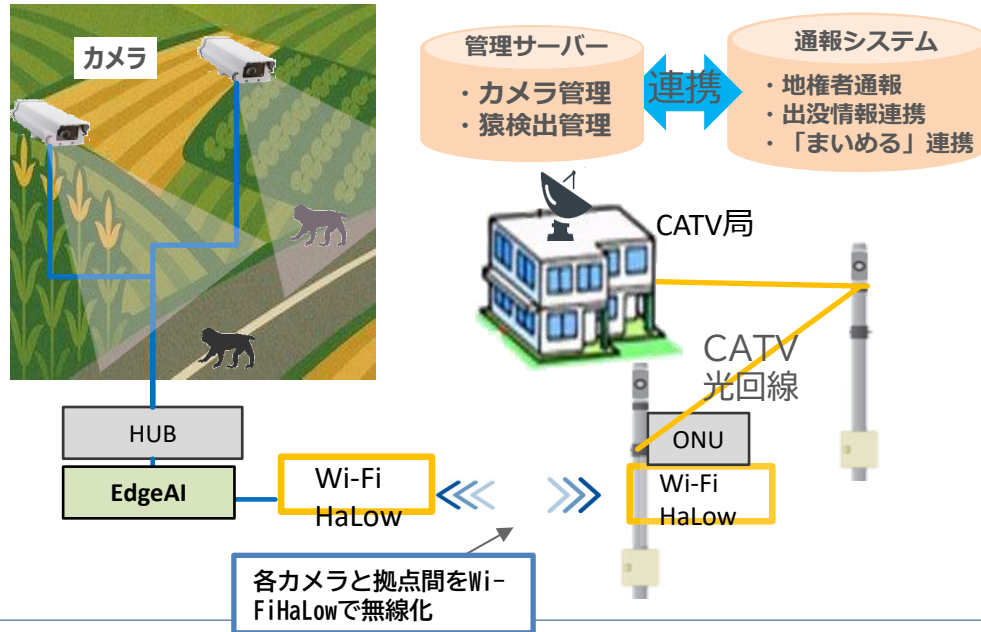 カメラ
管理サーバー
・カメラ管理
・猿検出管理
連携
通報システム
・地権者通報
・出没情報連携
・「まいめる」連携
CATV局
CATV
光回線
HUB
EdgeAI
Wi-Fi
HaLow
ONU
Wi-Fi
HaLow
各カメラと拠点間をWi-
FiHaLowで無線化